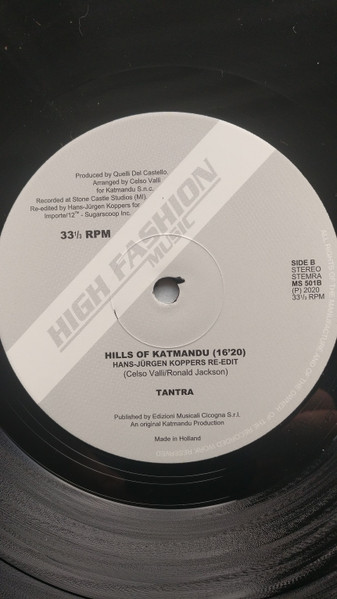 Produced by Quelli Del Castello.
Arranged by Celso Valli
for Katmandu S.n.c.
Recorded at Stone Castle Studios (MI).
Re-edited by Hans-Jürgen Koppers for
Importe/12" - Sugarscoop Inc.
33⅓ RPM
HIGH FASHION
MUSIC
SIDE B
STEREO
STEMRA
MS 501B
(P) 2020
33⅓ RPM
HILLS OF KATMANDU (16'20)
HANS-JÜRGEN KOPPERS RE-EDIT
(Celso Valli/Ronald Jackson)
TANTRA
Published by Edizioni Musicali Cicogna S.r.l.
An original Katmandu Production
Made in Holland